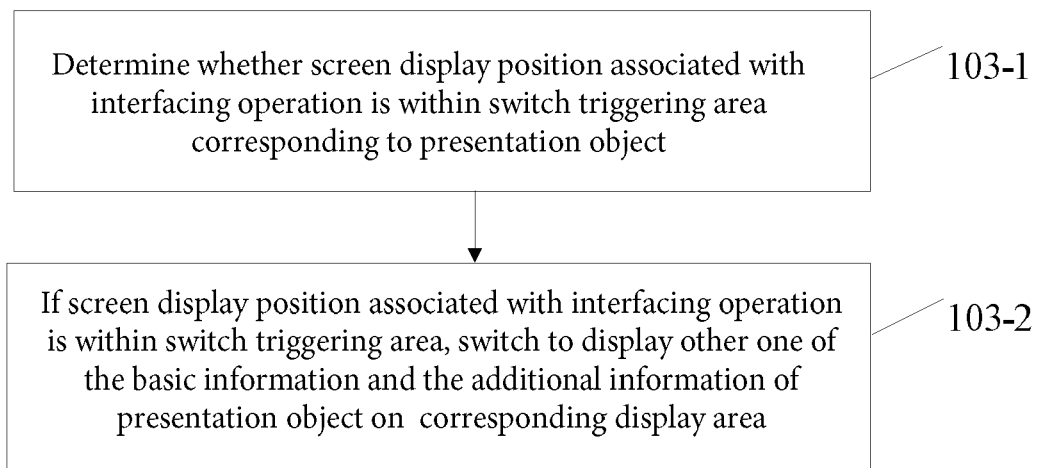 Determine whether screen display position associated with
interfacing operation is within switch triggering area
corresponding to presentation object
103-1
If screen display position associated with interfacing operation
is within switch triggering area, switch to display other one of
the basic information and the additional information of
presentation object on corresponding display area
103-2